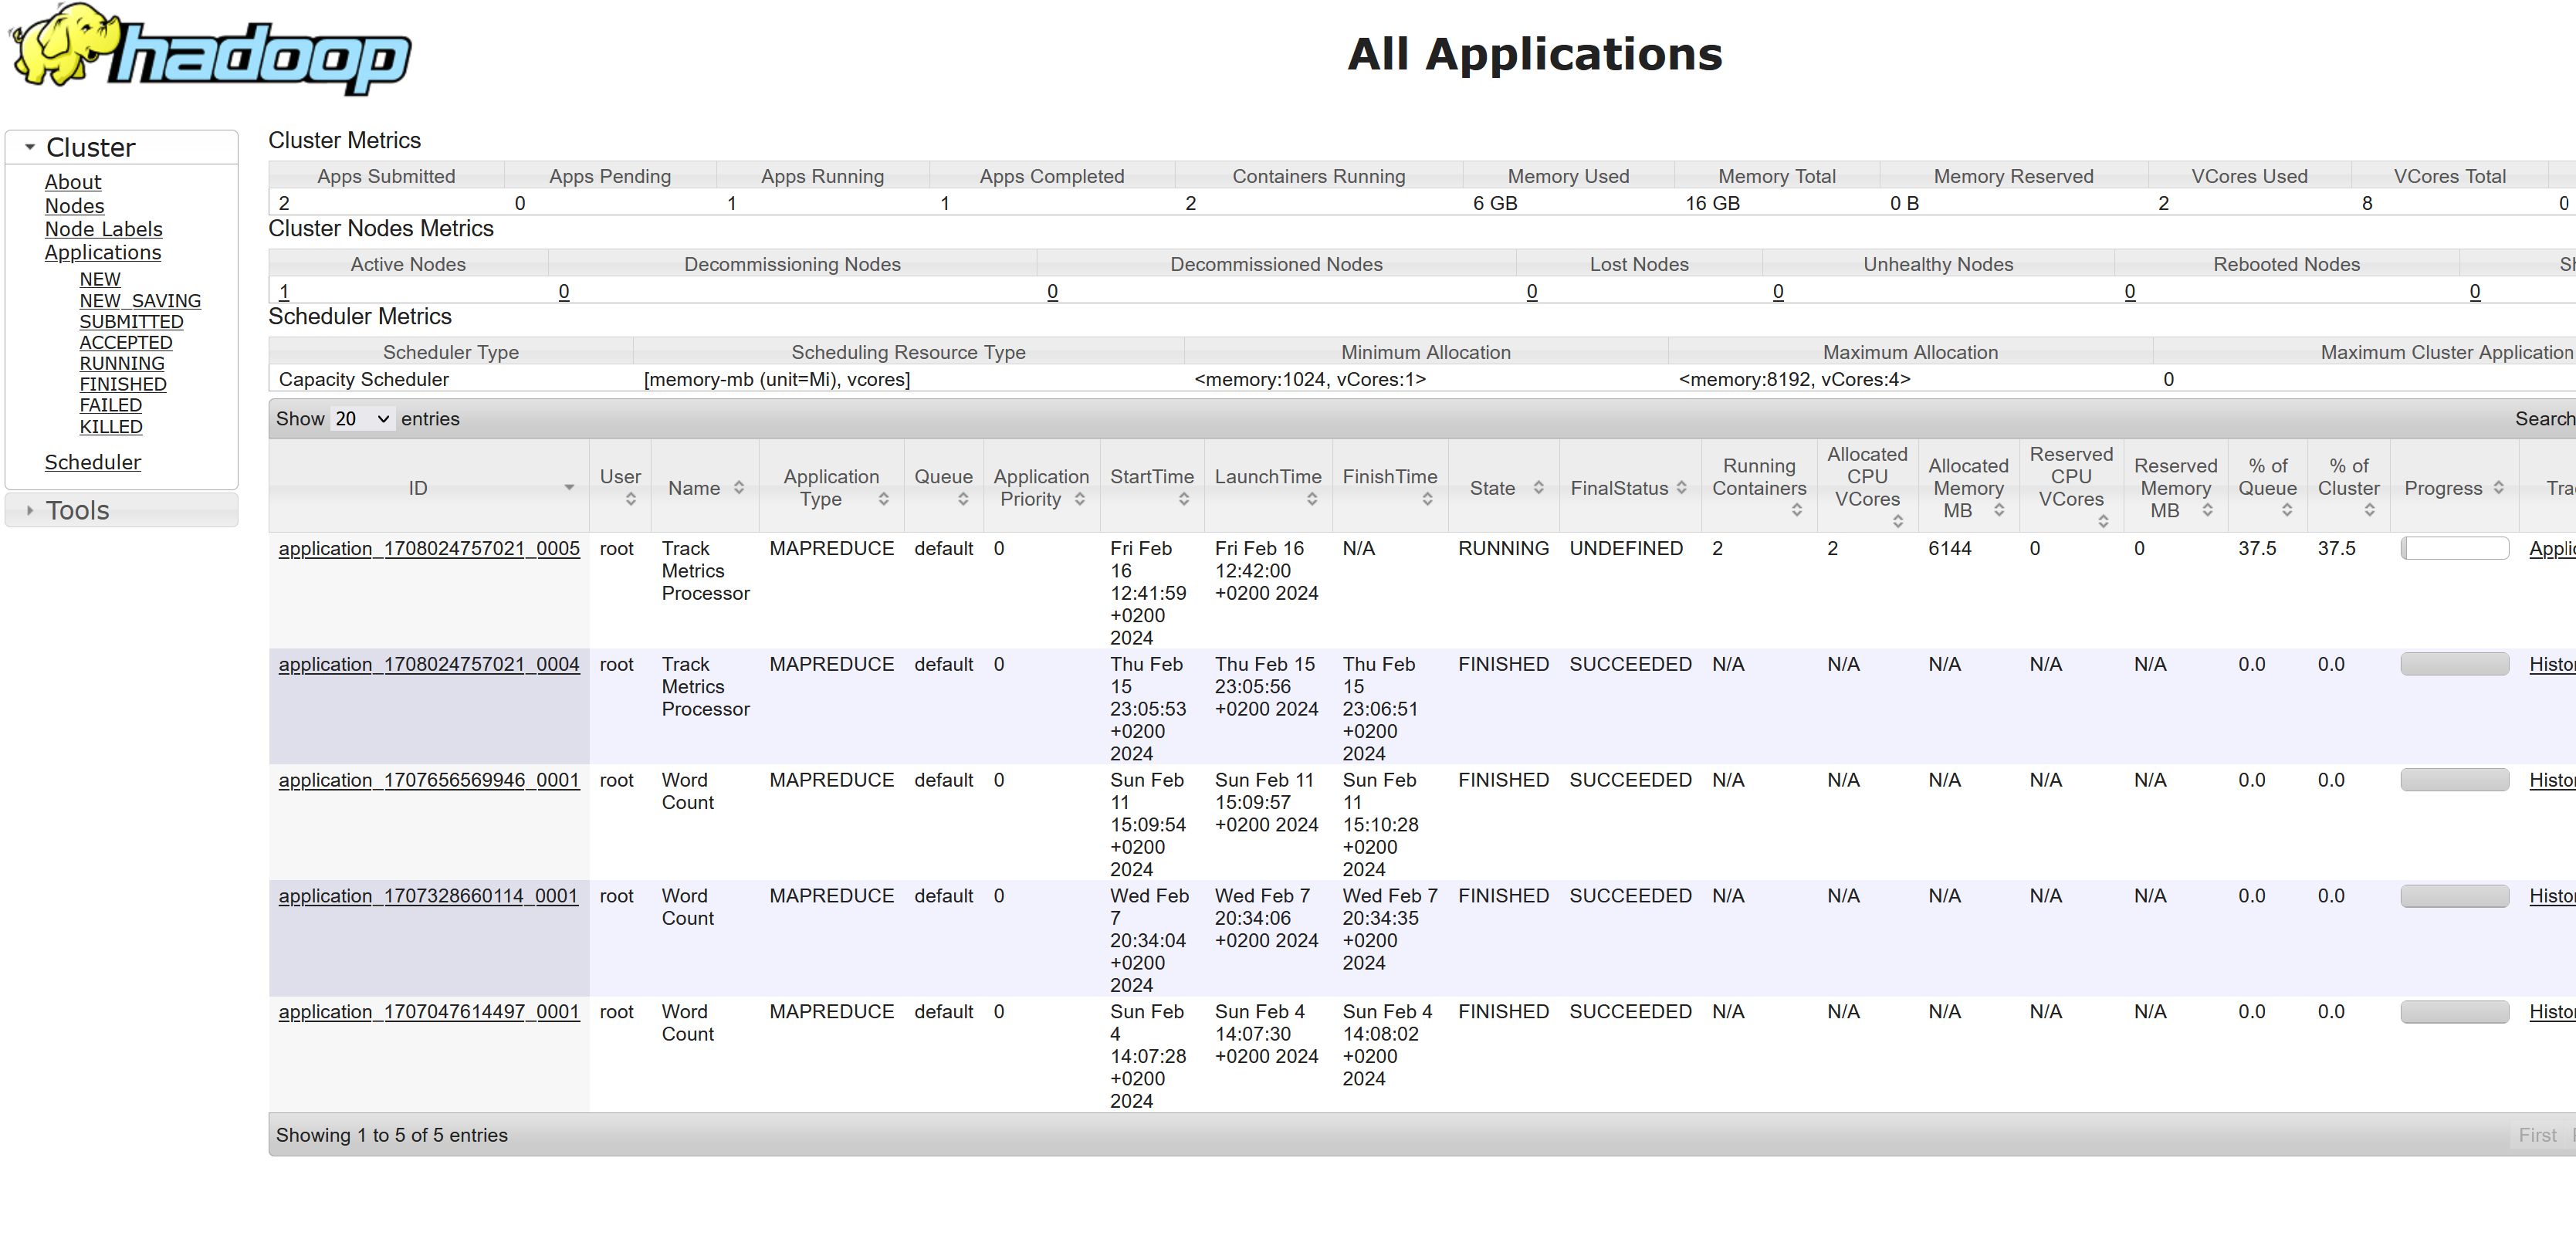 hadoop
All Applications
Cluster
About
Nodes
Node Labels
Applications
NEW
NEW_SAVING
SUBMITTED
ACCEPTED
RUNNING
FINISHED
FAILED
KILLED
Scheduler
Tools
Cluster Metrics
Apps Submitted Apps Pending Apps Running Apps Completed Containers Running Memory Used Memory Total Memory Reserved VCores Used VCores Total
2 0 1 1 2 6 GB 16 GB 0 B 2 8 0
Cluster Nodes Metrics
Active Nodes Decommissioning Nodes Decommissioned Nodes Lost Nodes Unhealthy Nodes Rebooted Nodes
1 0 0 0 0 0 0
Scheduler Metrics
Scheduler Type Scheduling Resource Type Minimum Allocation Maximum Allocation Maximum Cluster Application
Capacity Scheduler [memory-mb (unit=Mi), vcores] <memory:1024, vCores:1> <memory:8192, vCores:4> 0
Show 20 entries Search
ID User Name Application Type Queue Application Priority StartTime LaunchTime FinishTime State FinalStatus Running Containers Allocated CPU VCores Allocated Memory MB Reserved CPU VCores Reserved Memory MB % of Queue % of Cluster Progress
application_1708024757021_0005 root Track Metrics Processor MAPREDUCE default 0 Fri Feb 16 12:41:59 +0200 2024 Fri Feb 16 12:42:00 +0200 2024 N/A RUNNING UNDEFINED 2 2 6144 0 0 37.5 37.5
application_1708024757021_0004 root Track Metrics Processor MAPREDUCE default 0 Thu Feb 15 23:05:53 +0200 2024 Thu Feb 15 23:05:56 +0200 2024 Thu Feb 15 23:06:51 +0200 2024 FINISHED SUCCEEDED N/A N/A N/A N/A N/A 0.0 0.0
application_1707656569946_0001 root Word Count MAPREDUCE default 0 Sun Feb 11 15:09:54 +0200 2024 Sun Feb 11 15:09:57 +0200 2024 Sun Feb 11 15:10:28 +0200 2024 FINISHED SUCCEEDED N/A N/A N/A N/A N/A 0.0 0.0
application_1707328660114_0001 root Word Count MAPREDUCE default 0 Wed Feb 7 20:34:04 +0200 2024 Wed Feb 7 20:34:06 +0200 2024 Wed Feb 7 20:34:35 +0200 2024 FINISHED SUCCEEDED N/A N/A N/A N/A N/A 0.0 0.0
application_1707047614497_0001 root Word Count MAPREDUCE default 0 Sun Feb 4 14:07:28 +0200 2024 Sun Feb 4 14:07:30 +0200 2024 Sun Feb 4 14:08:02 +0200 2024 FINISHED SUCCEEDED N/A N/A N/A N/A N/A 0.0 0.0
Showing 1 to 5 of 5 entries First